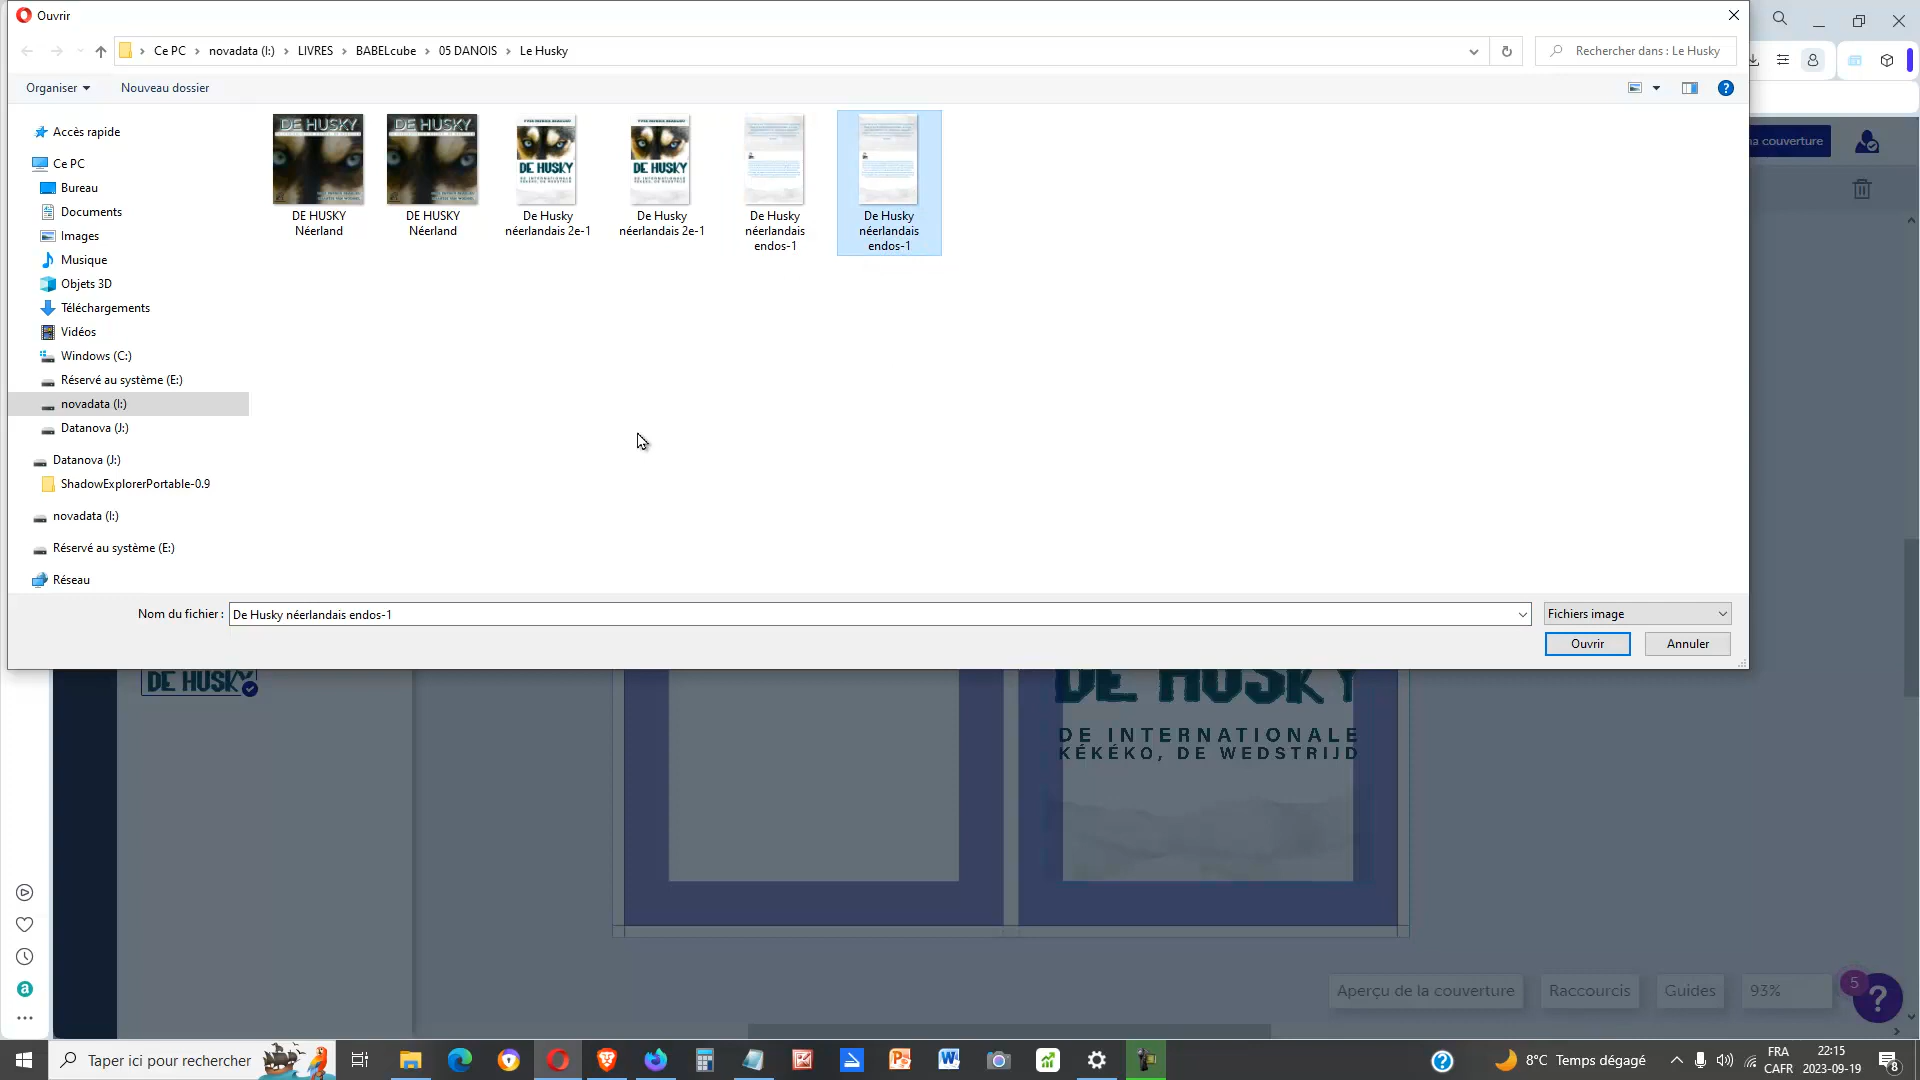 Ouvrir
Ce PC > novadata (I:) > LIVRES > BABELcube > 05 DANOIS > Le Husky
Rechercher dans : Le Husky
Organiser
Nouveau dossier
Accès rapide
Ce PC
Bureau
Documents
Images
Musique
Objets 3D
Téléchargements
Vidéos
Windows (C:)
Réservé au système (E:)
novadata (I:)
Datanova (J:)
Datanova (J:)
ShadowExplorerPortable-0.9
novadata (I:)
Réservé au système (E:)
Réseau
DE HUSKY
DE HUSKY
DE HUSKY
DE HUSKY
DE HUSKY
Néerland
DE HUSKY
Néerland
De Husky
néerlandais 2e-1
De Husky
néerlandais 2e-1
De Husky
néerlandais
endos-1
De Husky
néerlandais
endos-1
Nom du fichier :
De Husky néerlandais endos-1
Fichiers image
Ouvrir
Annuler
a couverture
DE HUSKY
DE HUSKY
DE INTERNATIONALE
KÉKÉKO, DE WEDSTRIJD
Aperçu de la couverture
Raccourcis
Guides
93%
5
?
a
Taper ici pour rechercher
8°C Temps dégagé
FRA
CAFR
22:15
2023-09-19
8